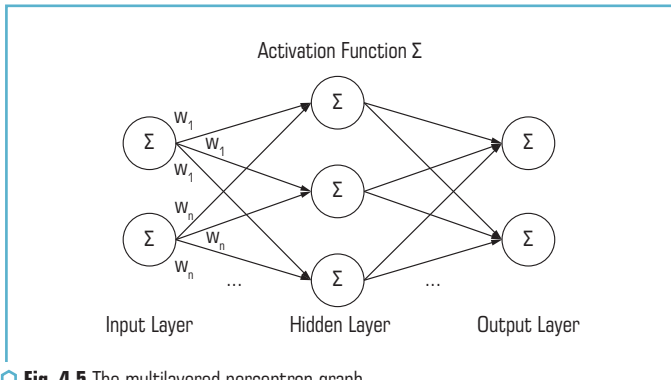 Activation Function Σ
Σ
w1
Σ
w1
w1
Σ
Σ
wn
Σ
wn
Σ
wn
...
Σ
...
Input Layer Hidden Layer Output Layer
Fig. 4.5 The multilayered perceptron graph